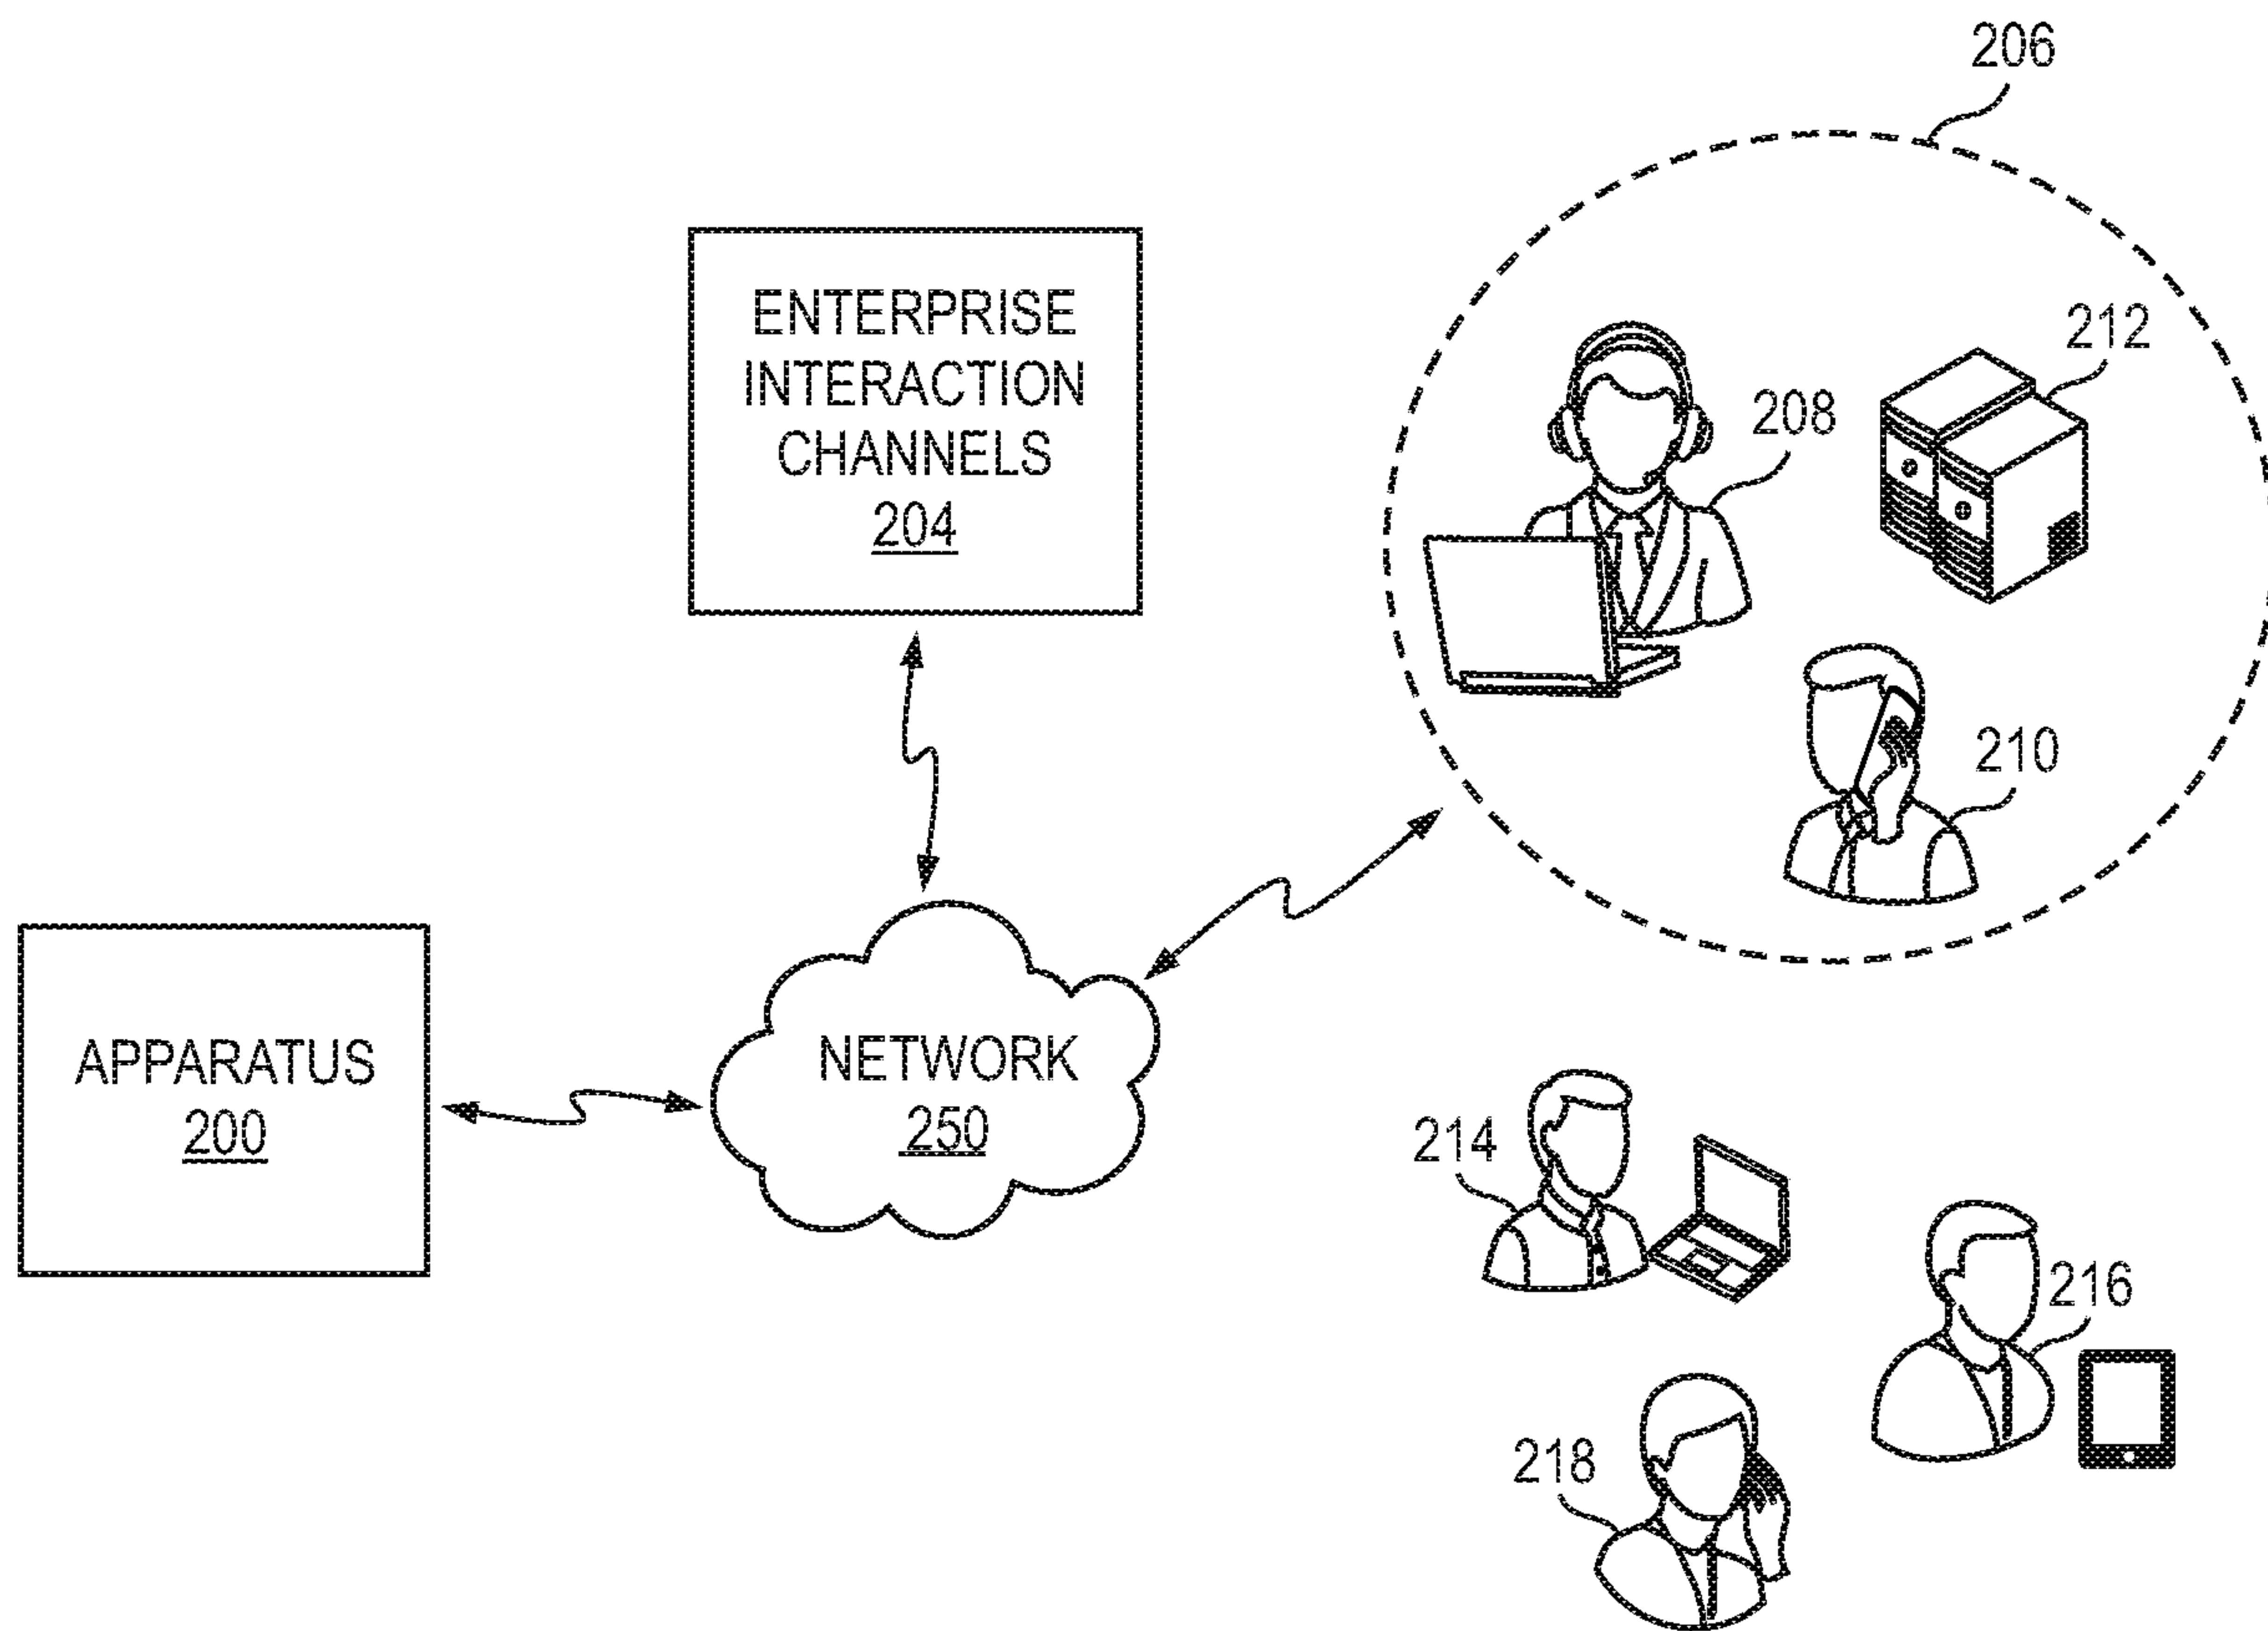 206
ENTERPRISE
INTERACTION
CHANNELS
204
212
208
210
APPARATUS
200
NETWORK
250
214
216
218